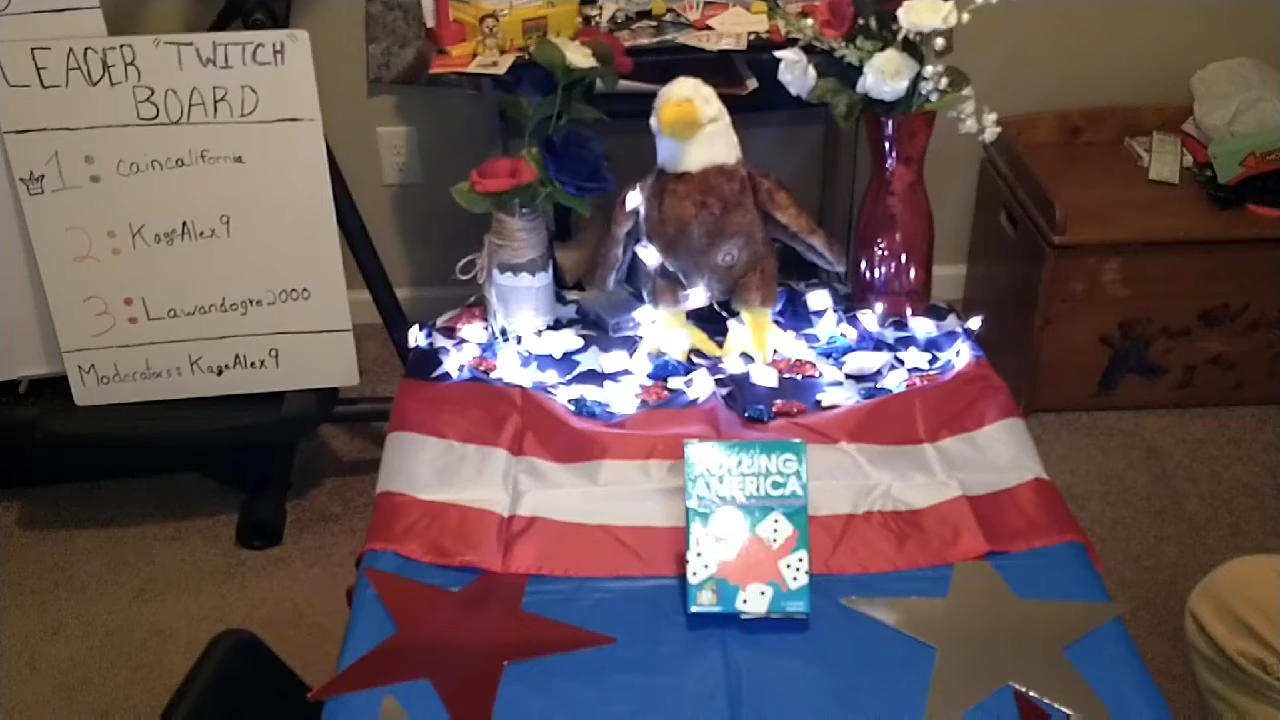 LEADER "TWITCH"
BOARD
1: caincalifornia
2: KageAlex9
3: Lawandogre2000
Moderators: KageAlex9
ROLLING
AMERICA